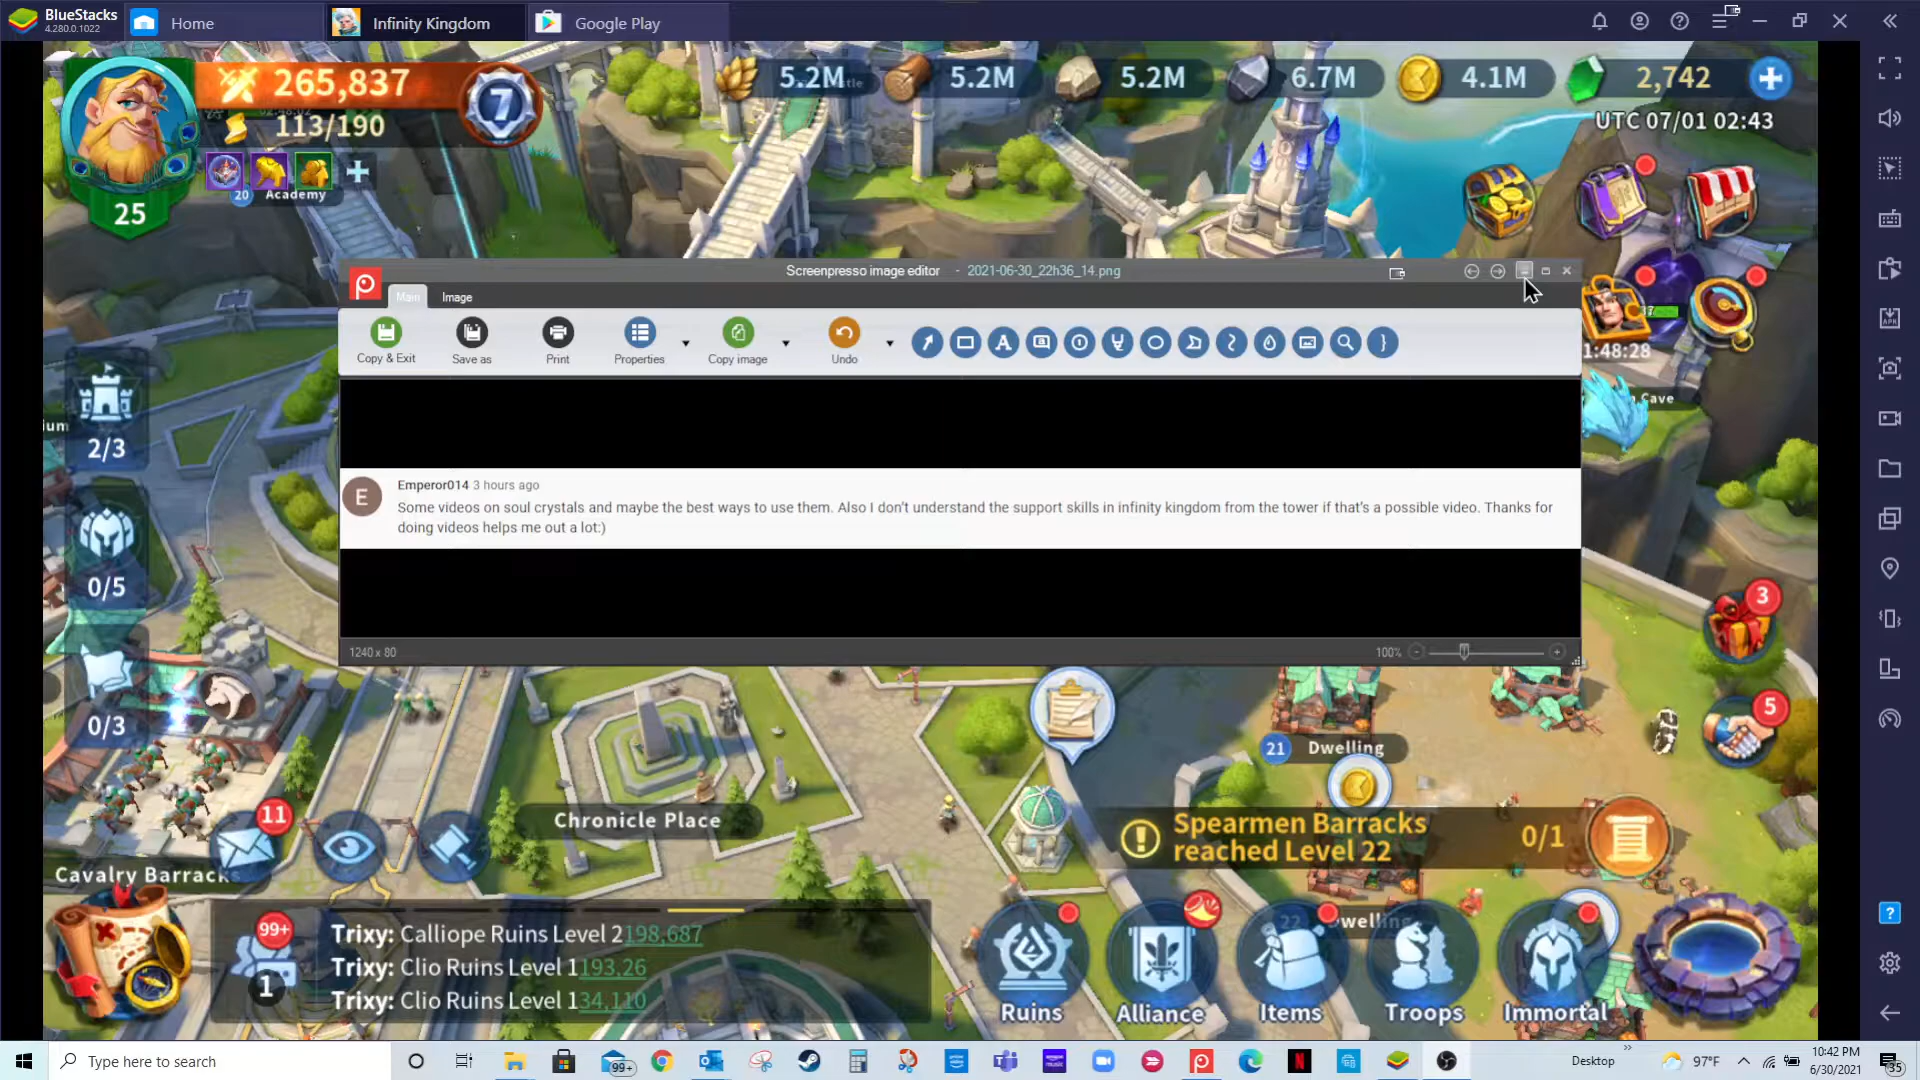 BlueStacks
4.280.0.1022
Home
Infinity Kingdom
Google Play
265,837
113/190
7
5.2M
5.2M
5.2M
6.7M
4.1M
2,742
UTC 07/01 02:43
20 Academy
25
Screenpresso image editor - 2021-06-30_22h36_14.png
Main
Image
Copy & Exit
Save as
Print
Properties
Copy image
Undo
1:48:28
Cave
2/3
E
Emperor014 3 hours ago
Some videos on soul crystals and maybe the best ways to use them. Also I don't understand the support skills in infinity kingdom from the tower if that's a possible video. Thanks for
doing videos helps me out a lot:)
0/5
3
1240 x 80
100%
0/3
5
21 Dwelling
11
Chronicle Place
Spearmen Barracks
reached Level 22
0/1
Cavalry Barracks
22 Dwelling
99+
1
Trixy: Calliope Ruins Level 2198,687
Trixy: Clio Ruins Level 1193,26
Trixy: Clio Ruins Level 134,110
Ruins
Alliance
Items
Troops
Immortal
Type here to search
99+
Desktop
97°F
10:42 PM
6/30/2021
35